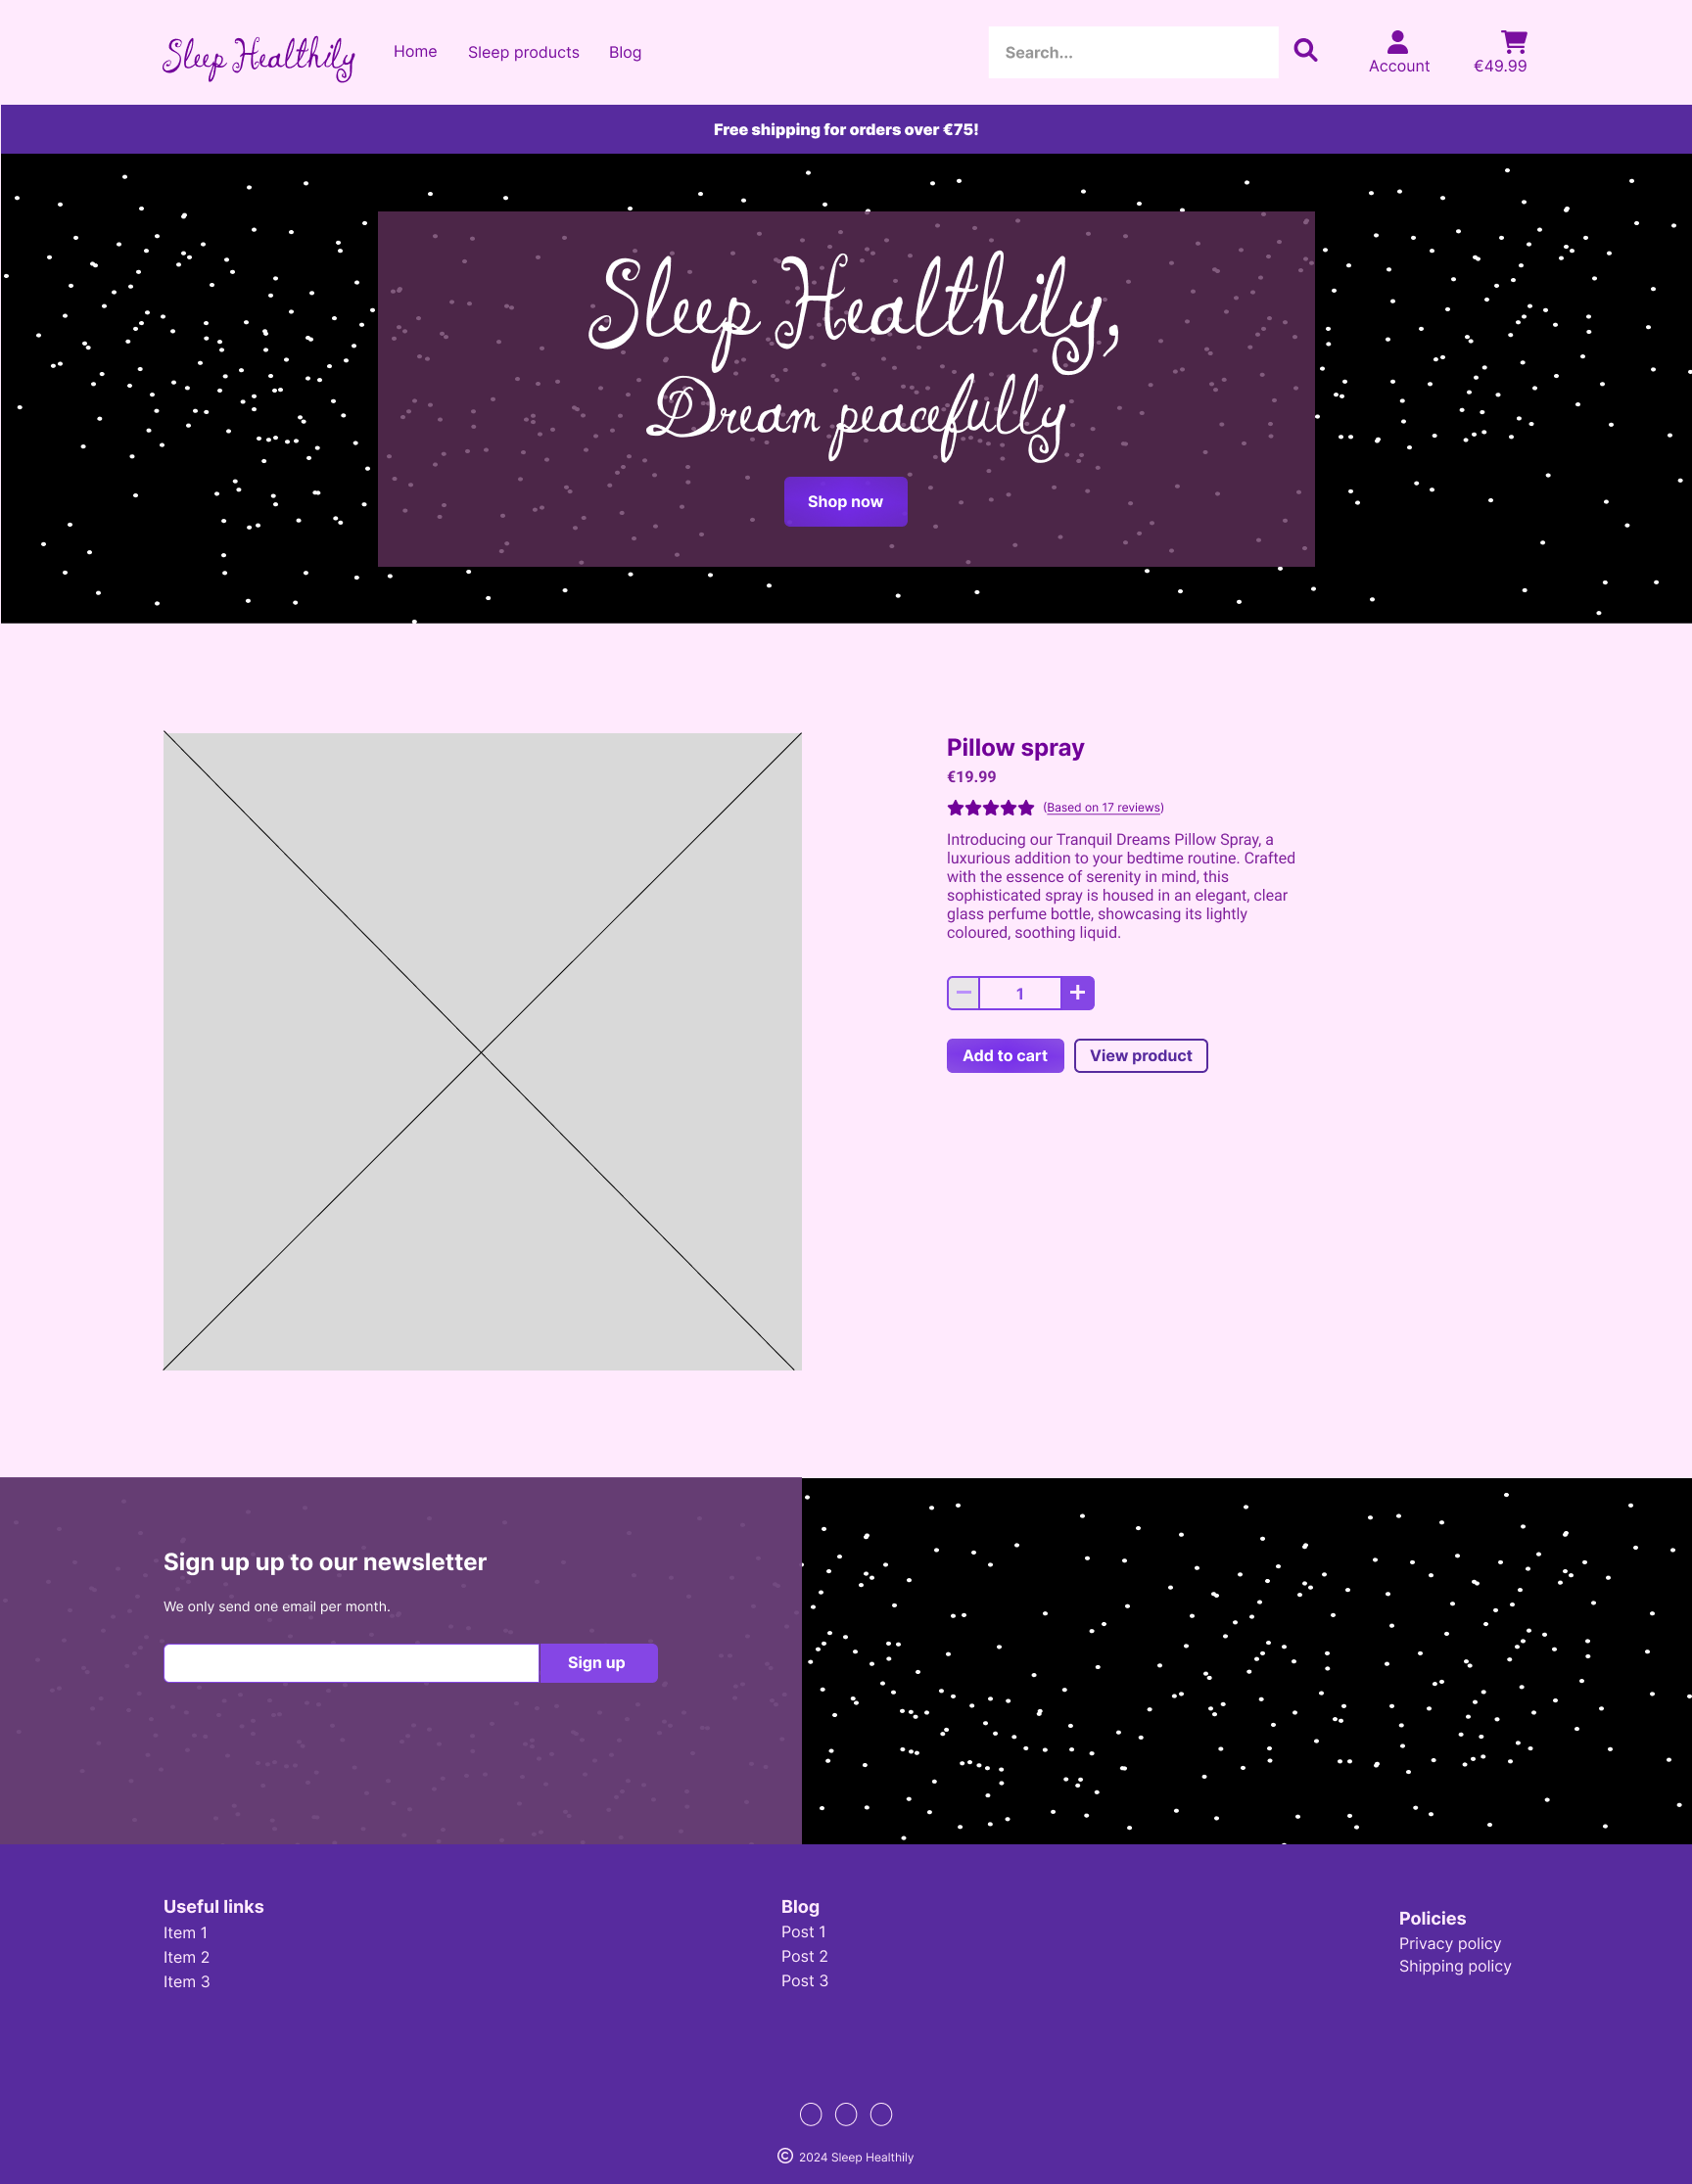 Sleep Healthily
Home
Sleep products
Blog
Search...
Account
€49.99
Free shipping for orders over €75!
Sleep Healthily,
Dream peacefully
Shop now
Pillow spray
€19.99
(Based on 17 reviews)
Introducing our Tranquil Dreams Pillow Spray, a
luxurious addition to your bedtime routine. Crafted
with the essence of serenity in mind, this
sophisticated spray is housed in an elegant, clear
glass perfume bottle, showcasing its lightly
coloured, soothing liquid.
1
Add to cart
View product
Sign up up to our newsletter
We only send one email per month.
Sign up
Useful links
Item 1
Item 2
Item 3
Blog
Post 1
Post 2
Post 3
Policies
Privacy policy
Shipping policy
© 2024 Sleep Healthily